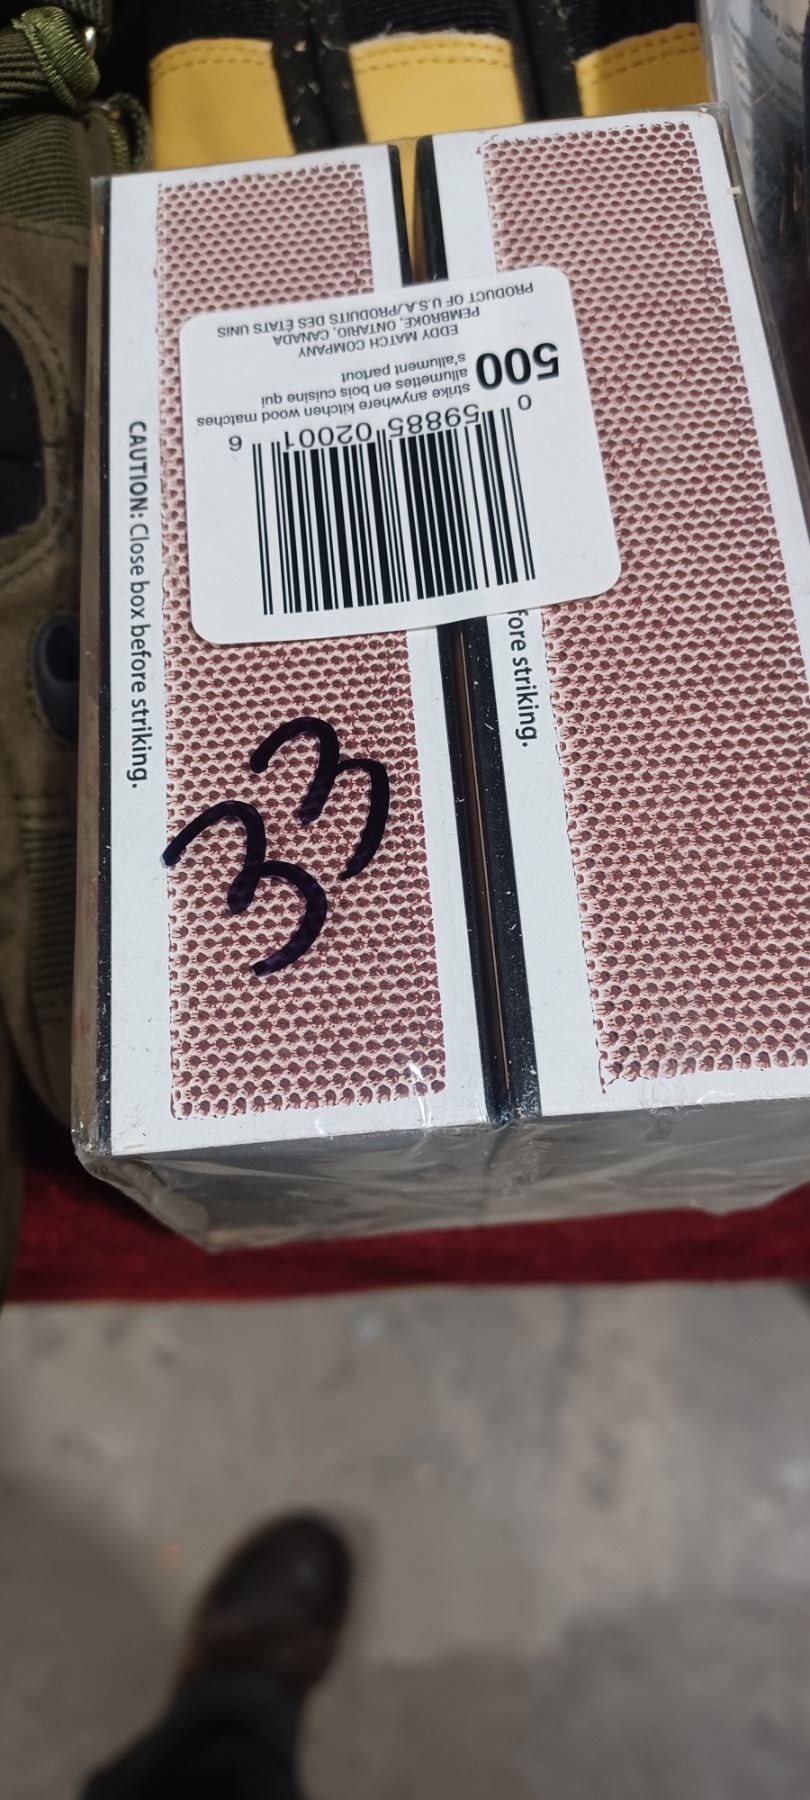 500
strike anywhere kitchen wood matches
allumettes en bois cuisine qui
s'allument partout
EDDY MATCH COMPANY
PEMBROKE, ONTARIO, CANADA
PRODUCT OF U.S.A./PRODUITS DES ÉTATS UNIS
0 59885 02001 6
CAUTION: Close box before striking.
fore striking.
33